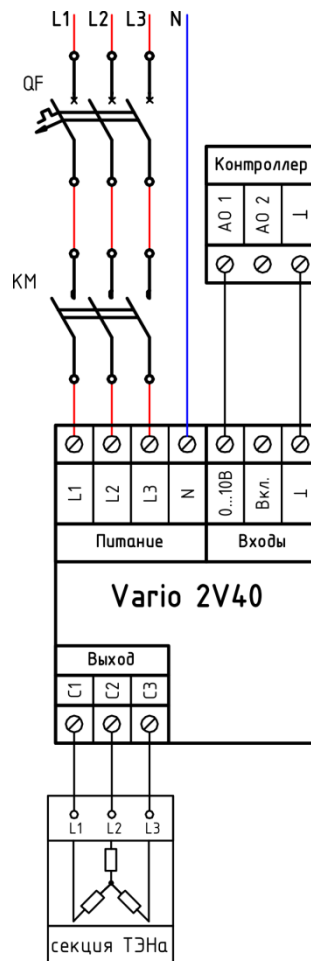 L1 L2 L3 N
QF
Контроллер
AO 1 AO 2 ⊥
KM
L1 L2 L3 N 0...10В Вкл. ⊥
Питание Входы
Vario 2V40
Выход
C1 C2 C3
L1 L2 L3
секция ТЭНа